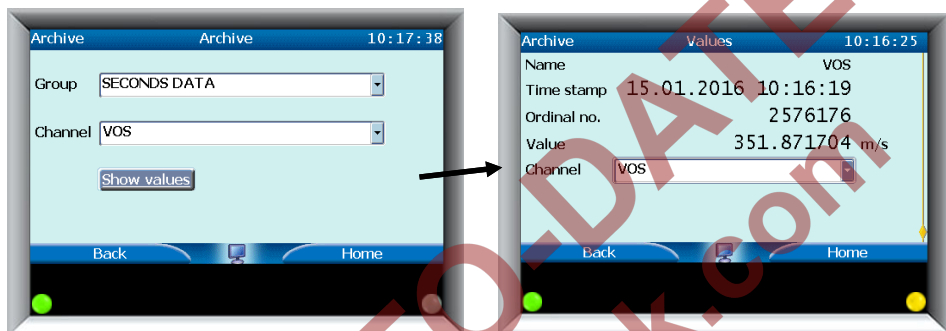 Archive Archive 10:17:38
Group SECONDS DATA
Channel VOS
Show values
Back Home
Archive Values 10:16:25
Name VOS
Time stamp 15.01.2016 10:16:19
Ordinal no. 2576176
Value 351.871704 m/s
Channel VOS
Back Home